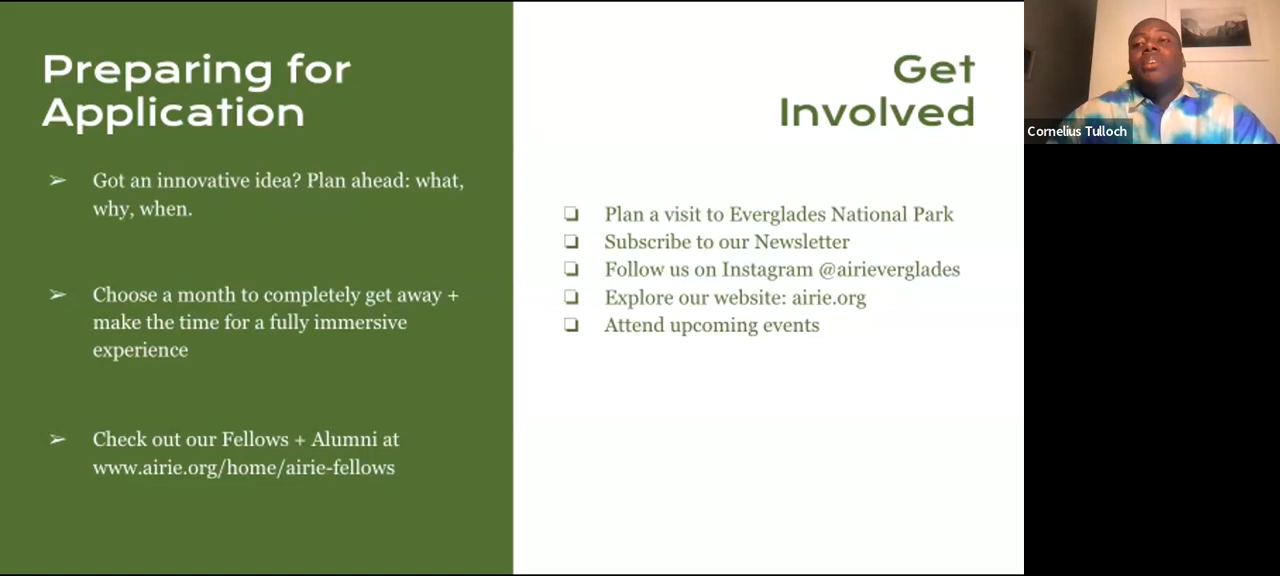 Preparing for
Application
➢ Got an innovative idea? Plan ahead: what,
why, when.
➢ Choose a month to completely get away +
make the time for a fully immersive
experience
➢ Check out our Fellows + Alumni at
www.airie.org/home/airie-fellows
Get
Involved
❏ Plan a visit to Everglades National Park
❏ Subscribe to our Newsletter
❏ Follow us on Instagram @airieverglades
❏ Explore our website: airie.org
❏ Attend upcoming events
Cornelius Tulloch